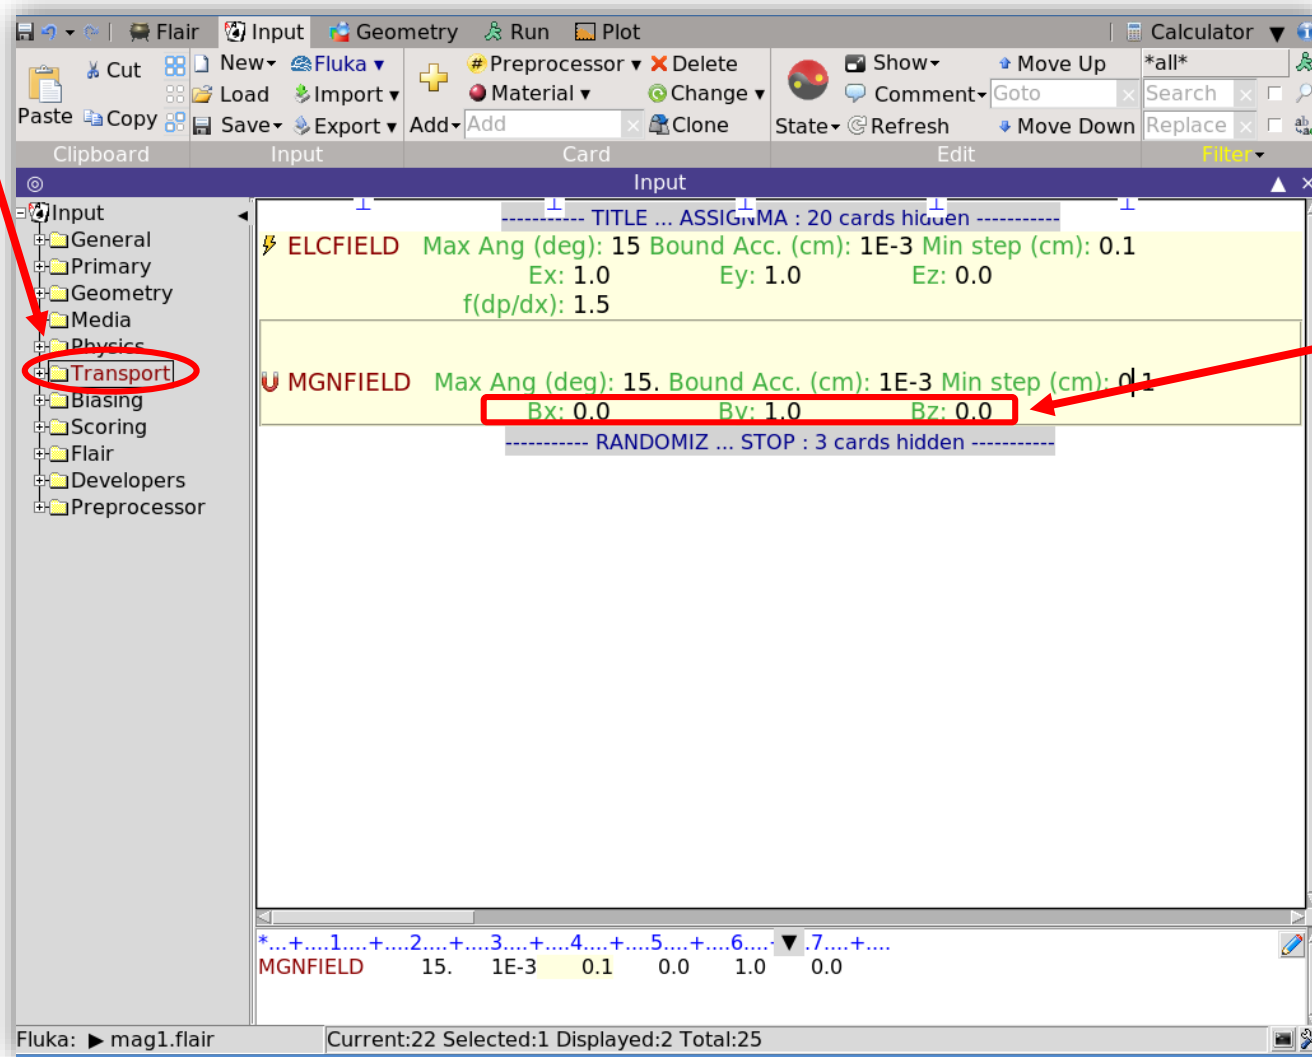 Flair Input Geometry Run Plot Calculator
Cut New Fluka Preprocessor Delete Show Move Up *all*
Load Import Material Change Comment Goto Search
Paste Copy Save Export Add Add Clone State Refresh Move Down Replace
Clipboard Input Card Edit Filter
Input
Input
General
Primary
Geometry
Media
Physics
Transport
Biasing
Scoring
Flair
Developers
Preprocessor
----------- TITLE ... ASSIGNMA : 20 cards hidden -----------
ELCFIELD Max Ang (deg): 15 Bound Acc. (cm): 1E-3 Min step (cm): 0.1
Ex: 1.0 Ey: 1.0 Ez: 0.0
f(dp/dx): 1.5
MGNFIELD Max Ang (deg): 15. Bound Acc. (cm): 1E-3 Min step (cm): 0.1
Bx: 0.0 By: 1.0 Bz: 0.0
----------- RANDOMIZ ... STOP : 3 cards hidden -----------
*...+....1....+....2....+....3....+....4....+....5....+....6....+....7....+....
MGNFIELD 15. 1E-3 0.1 0.0 1.0 0.0
Fluka: ▶ mag1.flair Current:22 Selected:1 Displayed:2 Total:25